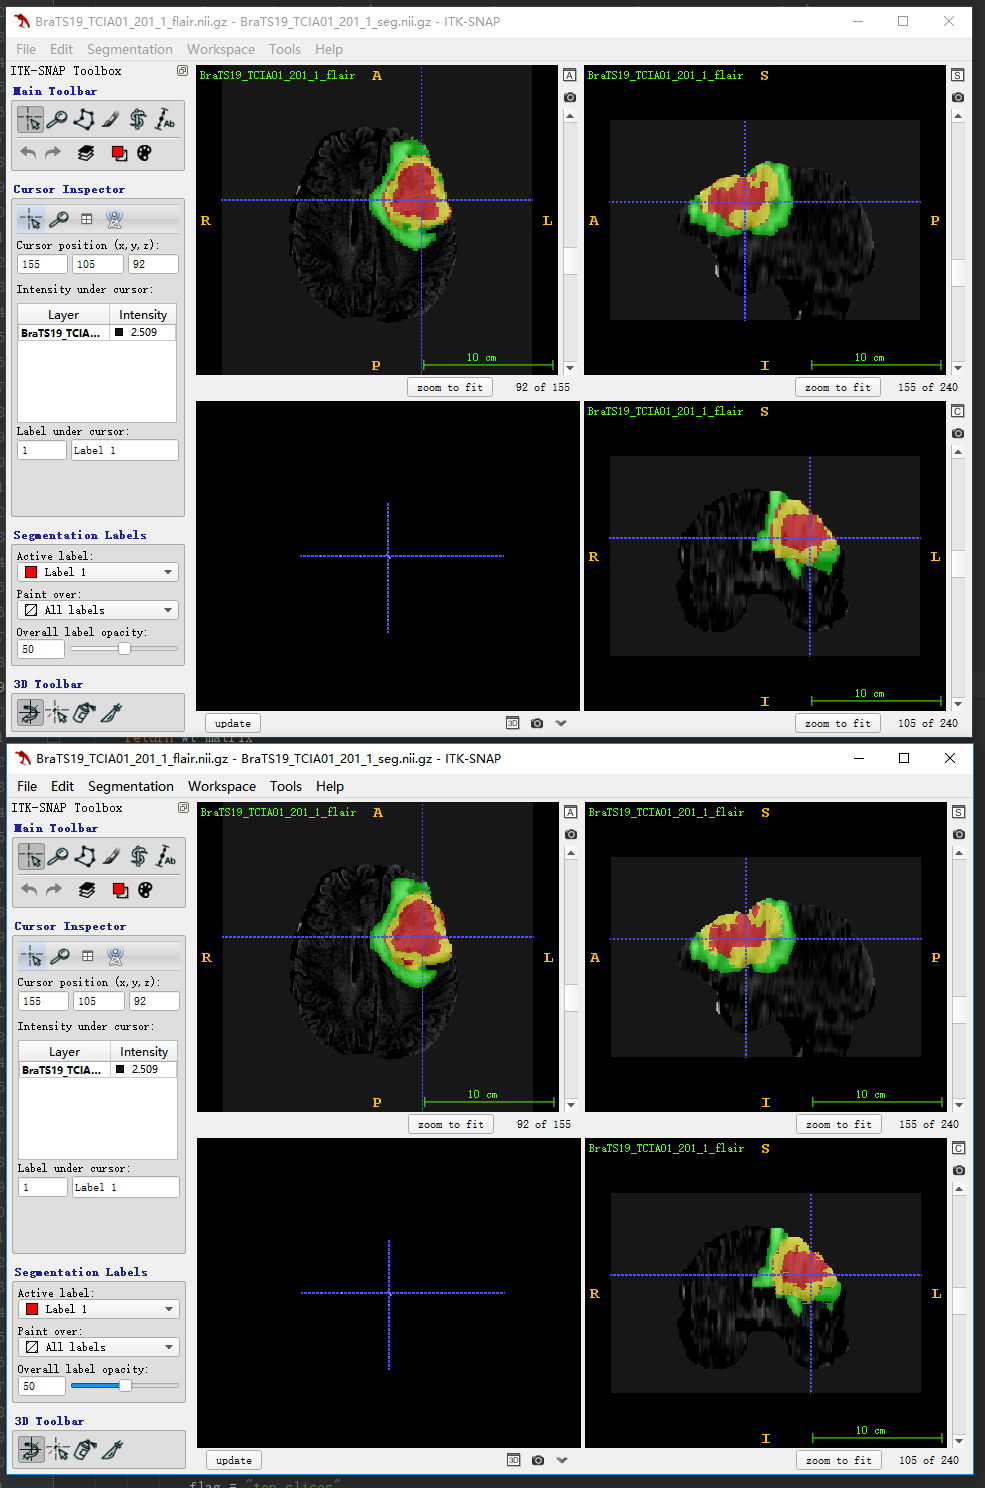 BraTS19_TCIA01_201_1_flair.nii.gz - BraTS19_TCIA01_201_1_seg.nii.gz - ITK-SNAP
File Edit Segmentation Workspace Tools Help
ITK-SNAP Toolbox
Main Toolbar
Ab
Cursor Inspector
Cursor position (x,y,z):
155 105 92
Intensity under cursor:
Layer Intensity
BraTS19_TCIA... 2.509
Label under cursor:
1 Label 1
Segmentation Labels
Active label:
Label 1
Paint over:
All labels
Overall label opacity:
50
3D Toolbar
BraTS19_TCIA01_201_1_flair A
R L
P 10 cm
zoom to fit 92 of 155
A
BraTS19_TCIA01_201_1_flair S
A P
I 10 cm
zoom to fit 155 of 240
S
update 3D
BraTS19_TCIA01_201_1_flair S
R L
I 10 cm
zoom to fit 105 of 240
C
return wt_matrix
BraTS19_TCIA01_201_1_flair.nii.gz - BraTS19_TCIA01_201_1_seg.nii.gz - ITK-SNAP
File Edit Segmentation Workspace Tools Help
ITK-SNAP Toolbox
Main Toolbar
Ab
Cursor Inspector
Cursor position (x,y,z):
155 105 92
Intensity under cursor:
Layer Intensity
BraTS19_TCIA... 2.509
Label under cursor:
1 Label 1
Segmentation Labels
Active label:
Label 1
Paint over:
All labels
Overall label opacity:
50
3D Toolbar
BraTS19_TCIA01_201_1_flair A
R L
P 10 cm
zoom to fit 92 of 155
A
BraTS19_TCIA01_201_1_flair S
A P
I 10 cm
zoom to fit 155 of 240
S
update 3D
BraTS19_TCIA01_201_1_flair S
R L
I 10 cm
zoom to fit 105 of 240
C
flag = "top_slices"